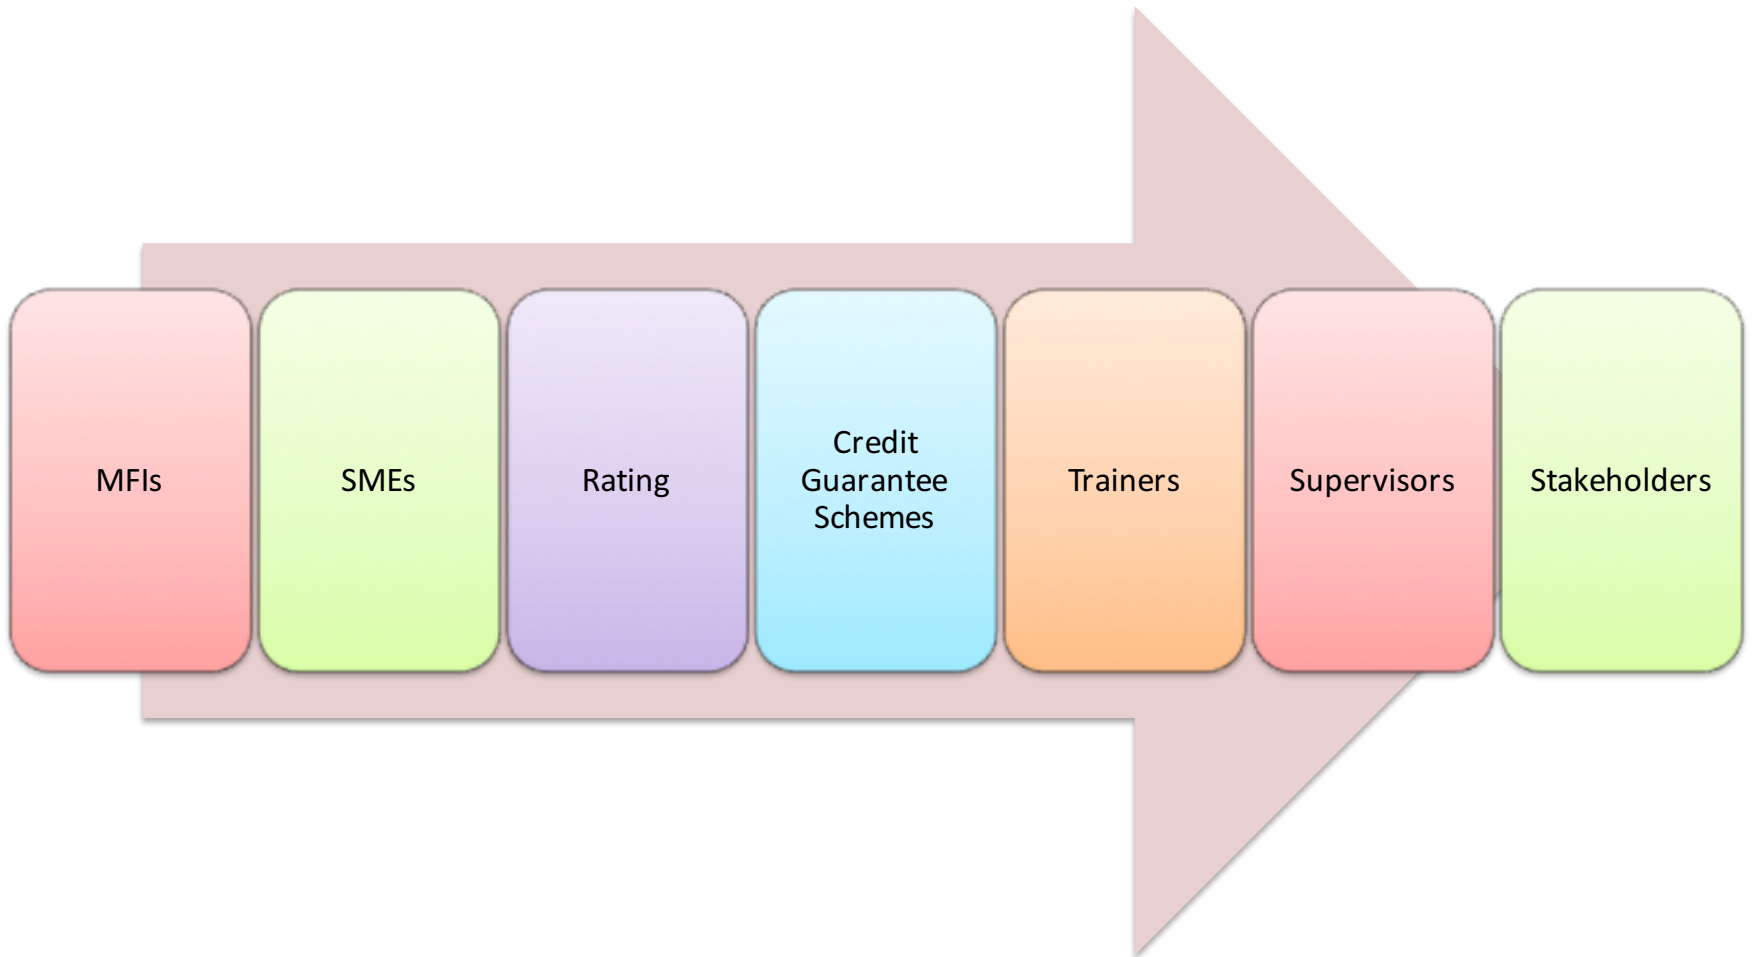 MFIs
SMEs
Rating
Credit
Guarantee
Schemes
Trainers
Supervisors
Stakeholders